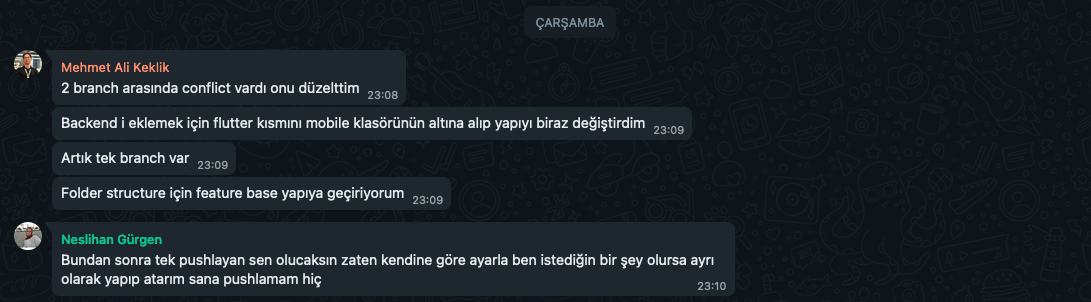 ÇARŞAMBA
Mehmet Ali Keklik
2 branch arasında conflict vardı onu düzelttim 23:08
Backend i eklemek için flutter kısmını mobile klasörünün altına alıp yapıyı biraz değiştirdim 23:09
Artık tek branch var 23:09
Folder structure için feature base yapıya geçiriyorum 23:09
Neslihan Gürgen
Bundan sonra tek pushlayan sen olucaksın zaten kendine göre ayarla ben istediğin bir şey olursa ayrı
olarak yapıp atarım sana pushlamam hiç 23:10